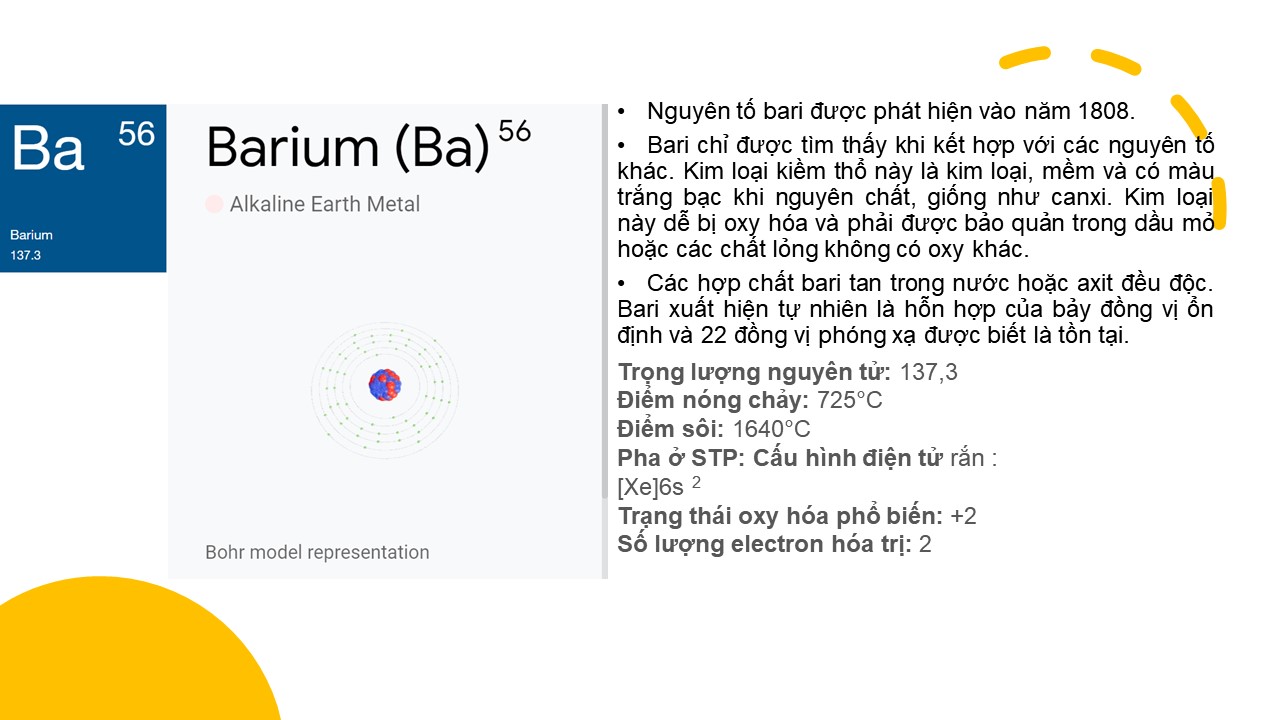 Ba 56
Barium
137.3
Barium (Ba) 56
Alkaline Earth Metal
Bohr model representation
• Nguyên tố bari được phát hiện vào năm 1808.
• Bari chỉ được tìm thấy khi kết hợp với các nguyên tố
khác. Kim loại kiềm thổ này là kim loại, mềm và có màu
trắng bạc khi nguyên chất, giống như canxi. Kim loại
này dễ bị oxy hóa và phải được bảo quản trong dầu mỏ
hoặc các chất lỏng không có oxy khác.
• Các hợp chất bari tan trong nước hoặc axit đều độc.
Bari xuất hiện tự nhiên là hỗn hợp của bảy đồng vị ổn
định và 22 đồng vị phóng xạ được biết là tồn tại.
Trọng lượng nguyên tử: 137,3
Điểm nóng chảy: 725°C
Điểm sôi: 1640°C
Pha ở STP: Cấu hình điện tử rắn :
[Xe]6s 2
Trạng thái oxy hóa phổ biến: +2
Số lượng electron hóa trị: 2